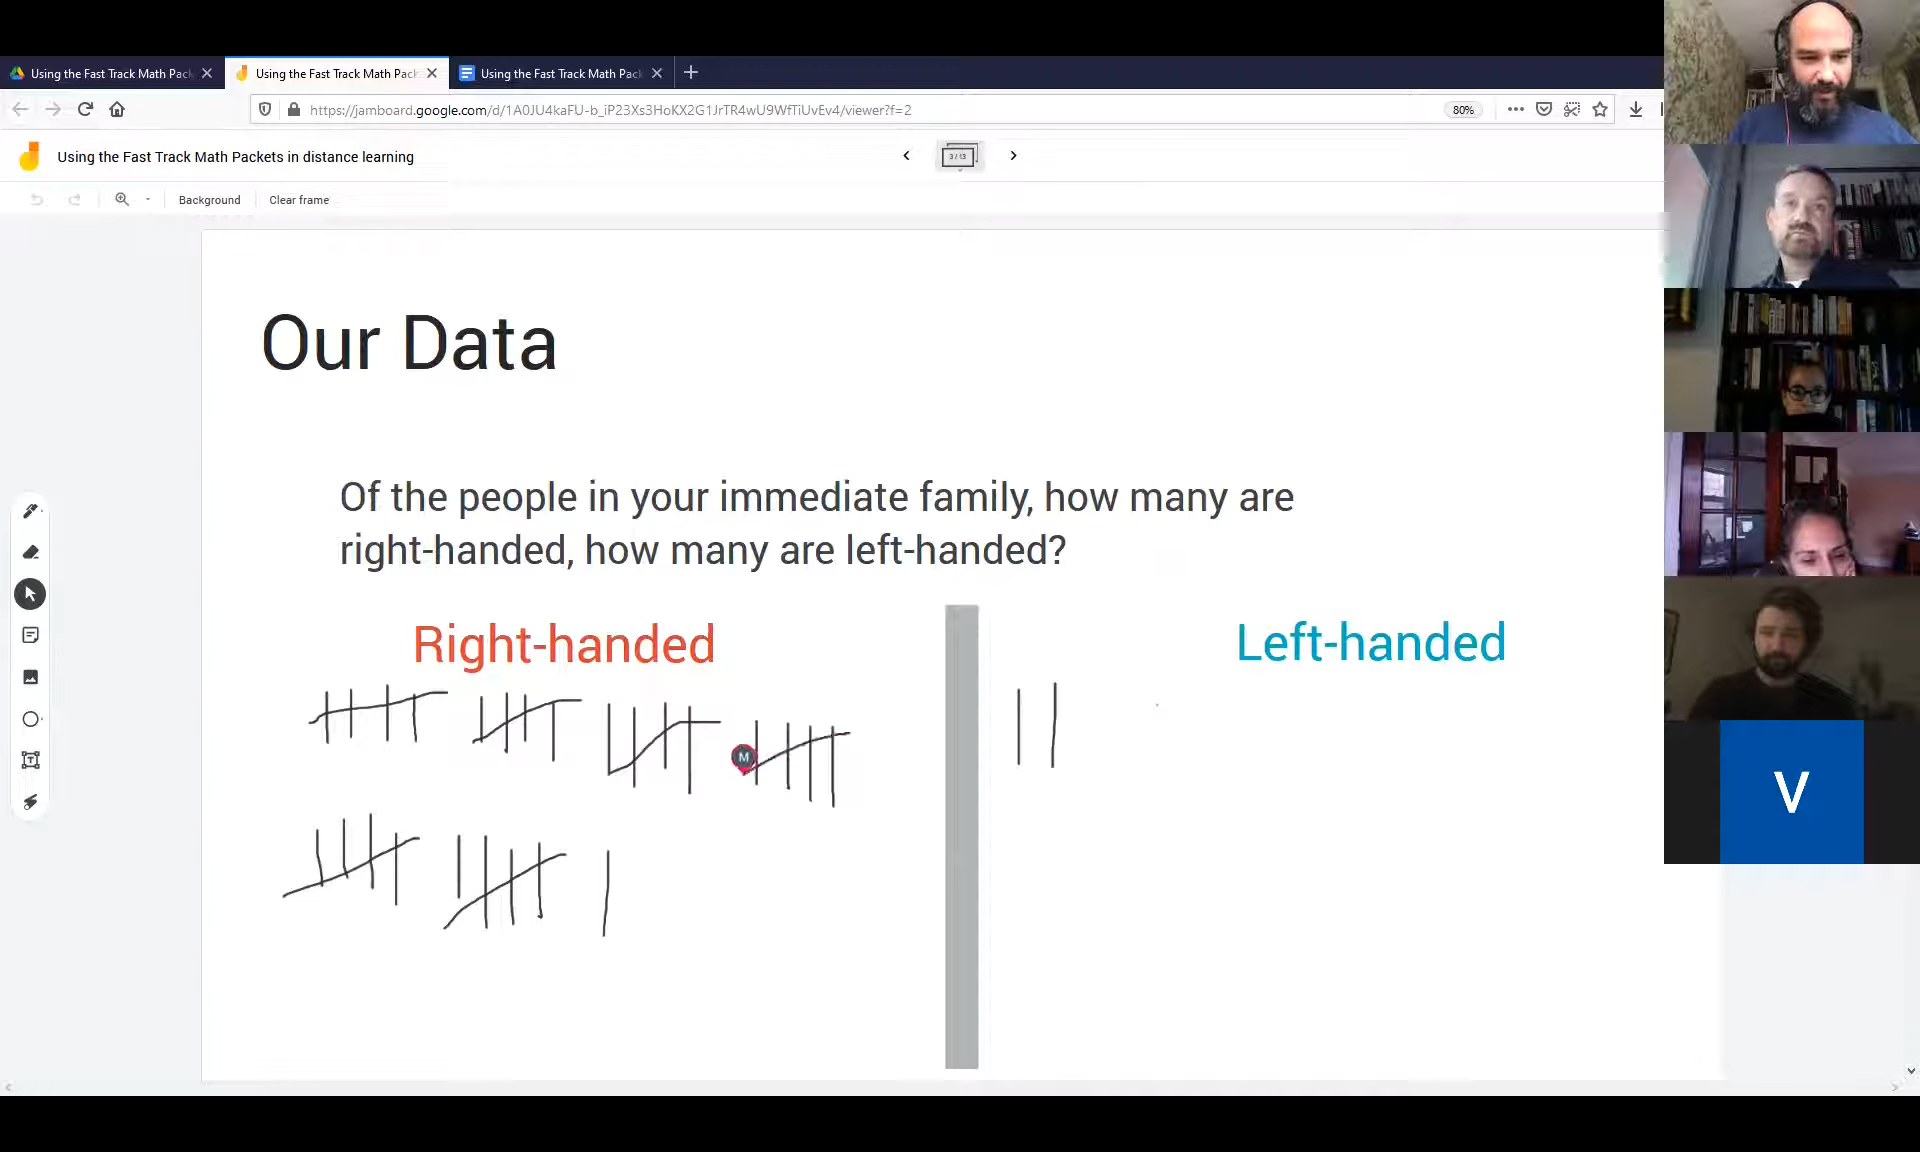 Using the Fast Track Math Pack
Using the Fast Track Math Pack
Using the Fast Track Math Pack
https://jamboard.google.com/d/1A0JU4kaFU-b_iP23Xs3HoKX2G1JrTR4wU9WfTiUvEv4/viewer?f=2
80%
Using the Fast Track Math Packets in distance learning
3 / 13
Background
Clear frame
Our Data
Of the people in your immediate family, how many are
right-handed, how many are left-handed?
Right-handed
Left-handed
M
V